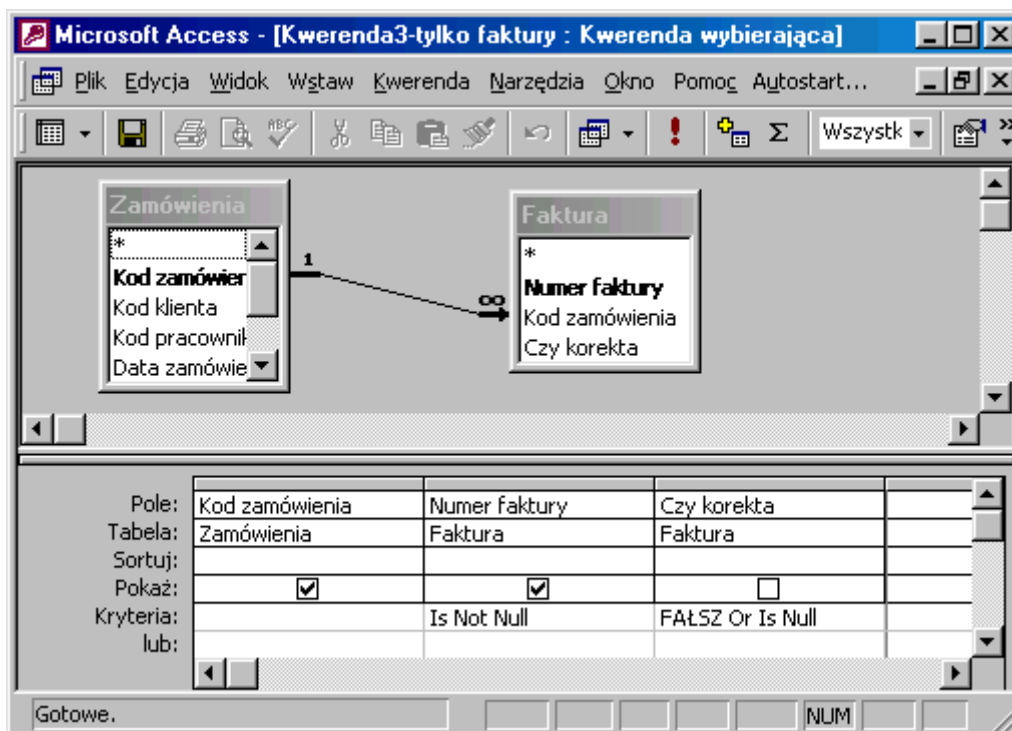 Microsoft Access - [Kwerenda3-tylko faktury : Kwerenda wybierająca]
Plik Edycja Widok Wstaw Kwerenda Narzędzia Okno Pomoc Autostart...
ABC Σ Wszystk
Zamówienia
*
Kod zamówier
Kod klienta
Kod pracownik
Data zamówie
1
∞
Faktura
*
Numer faktury
Kod zamówienia
Czy korekta
Pole: Kod zamówienia Numer faktury Czy korekta
Tabela: Zamówienia Faktura Faktura
Sortuj:
Pokaż:
Kryteria: Is Not Null FAŁSZ Or Is Null
lub:
Gotowe. NUM